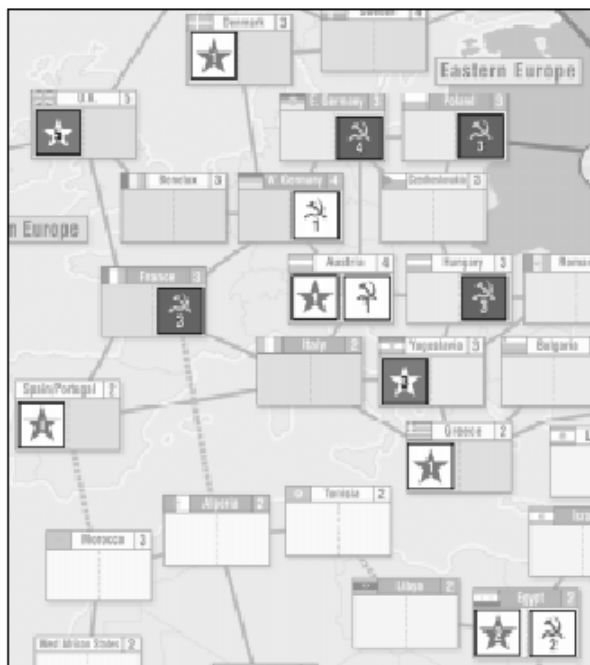 Denmark 3
Sweden 4
Eastern Europe
U.K. 5
E. Germany 3
4
Poland 3
3
Benelux 3
W. Germany 4
1
Czechoslovakia 3
n Europe
France 3
Austria 4
1
Hungary 3
3
Italy 2
Yugoslavia 3
3
Bulgaria
Spain/Portugal 2
Greece 2
1
Algeria 2
Tunisia 2
Morocco 3
Libya 2
Egypt 2
2
2
West African States 2